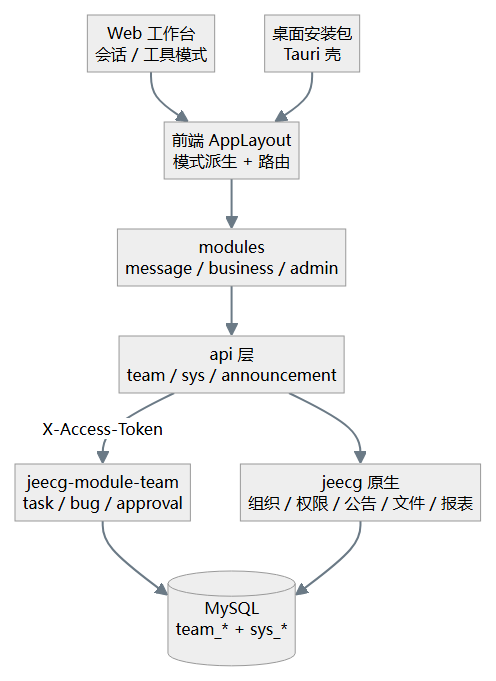 Web 工作台
会话 / 工具模式
桌面安装包
Tauri 壳
前端 AppLayout
模式派生 + 路由
modules
message / business / admin
api 层
team / sys / announcement
X-Access-Token
jeecg-module-team
task / bug / approval
jeecg 原生
组织 / 权限 / 公告 / 文件 / 报表
MySQL
team_* + sys_*